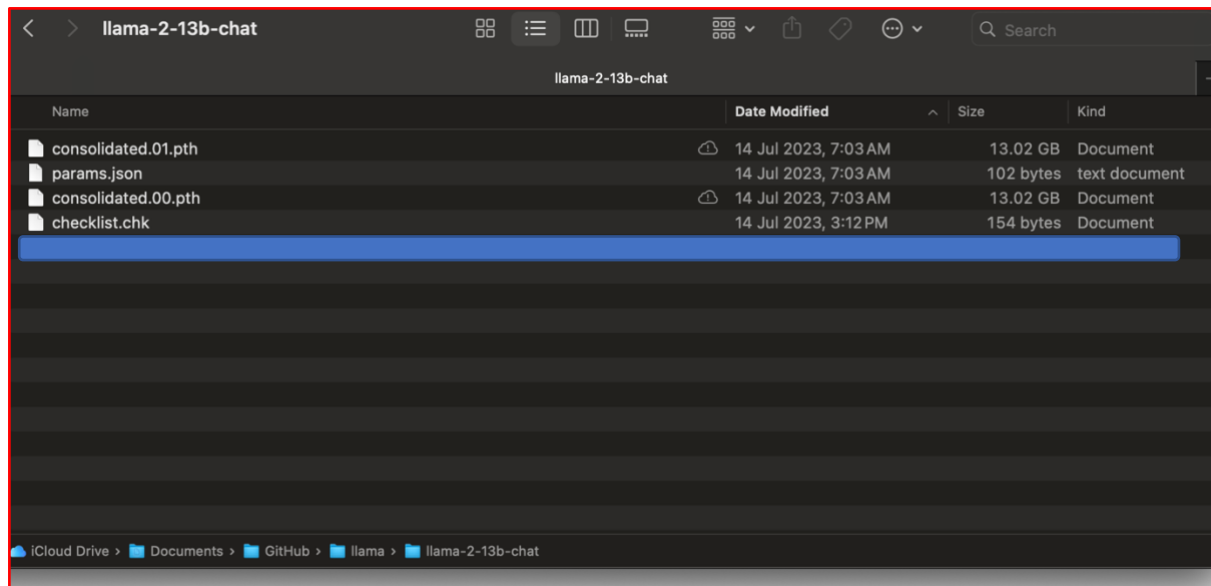 llama-2-13b-chat
Search
llama-2-13b-chat
Name Date Modified Size Kind
consolidated.01.pth 14 Jul 2023, 7:03 AM 13.02 GB Document
params.json 14 Jul 2023, 7:03 AM 102 bytes text document
consolidated.00.pth 14 Jul 2023, 7:03 AM 13.02 GB Document
checklist.chk 14 Jul 2023, 3:12 PM 154 bytes Document
iCloud Drive › Documents › GitHub › llama › llama-2-13b-chat